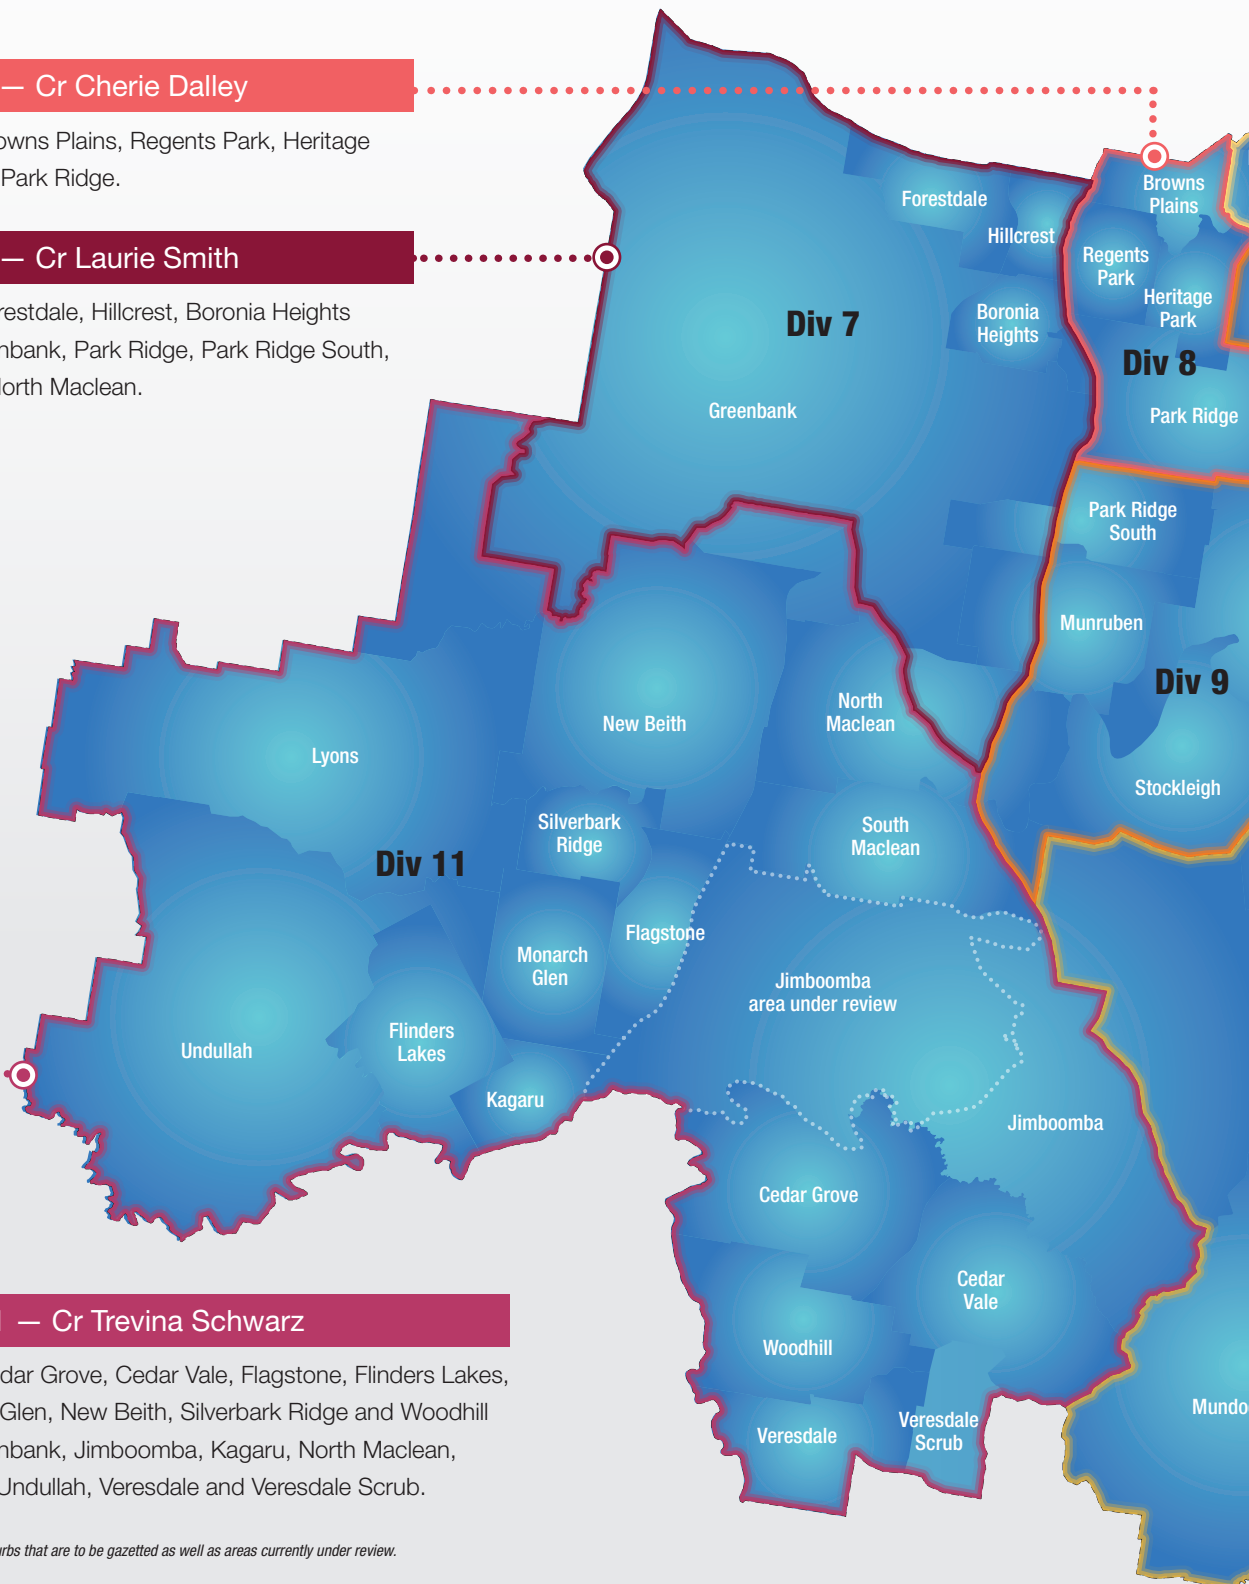 — Cr Cherie Dalley
owns Plains, Regents Park, Heritage
Park Ridge.
— Cr Laurie Smith
restdale, Hillcrest, Boronia Heights
nbank, Park Ridge, Park Ridge South,
orth Maclean.
Browns
Plains
Forestdale
Hillcrest
Regents
Park
Heritage
Park
Boronia
Heights
Div 7
Div 8
Greenbank
Park Ridge
Park Ridge
South
Munruben
Div 9
North
Maclean
New Beith
Lyons
Stockleigh
Silverbark
Ridge
South
Maclean
Div 11
Flagstone
Monarch
Glen
Jimboomba
area under review
Flinders
Lakes
Undullah
Kagaru
Jimboomba
Cedar Grove
Cedar
Vale
Woodhill
Mundo
Veresdale
Veresdale
Scrub
1 — Cr Trevina Schwarz
dar Grove, Cedar Vale, Flagstone, Flinders Lakes,
Glen, New Beith, Silverbark Ridge and Woodhill
nbank, Jimboomba, Kagaru, North Maclean,
Undullah, Veresdale and Veresdale Scrub.
rbs that are to be gazetted as well as areas currently under review.